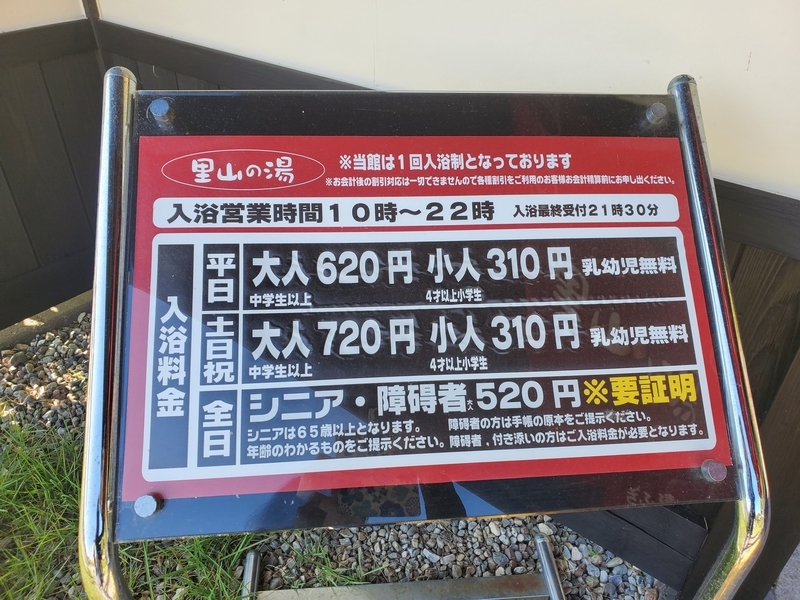 里山の湯
※当館は1回入浴制となっております
※お会計後の割引対応は一切できませんので各種割引をご利用のお客様お会計精算前にお申し出ください。
入浴営業時間10時～22時 入浴最終受付21時30分
入浴料金
平日
大人620円 小人310円 乳幼児無料
中学生以上 4才以上小学生
土日祝
大人720円 小人310円 乳幼児無料
中学生以上 4才以上小学生
全日
シニア・障碍者大人520円※要証明
シニアは65歳以上となります。 障碍者の方は手帳の原本をご提示ください。
年齢のわかるものをご提示ください。障碍者、付き添いの方はご入浴料金が必要となります。